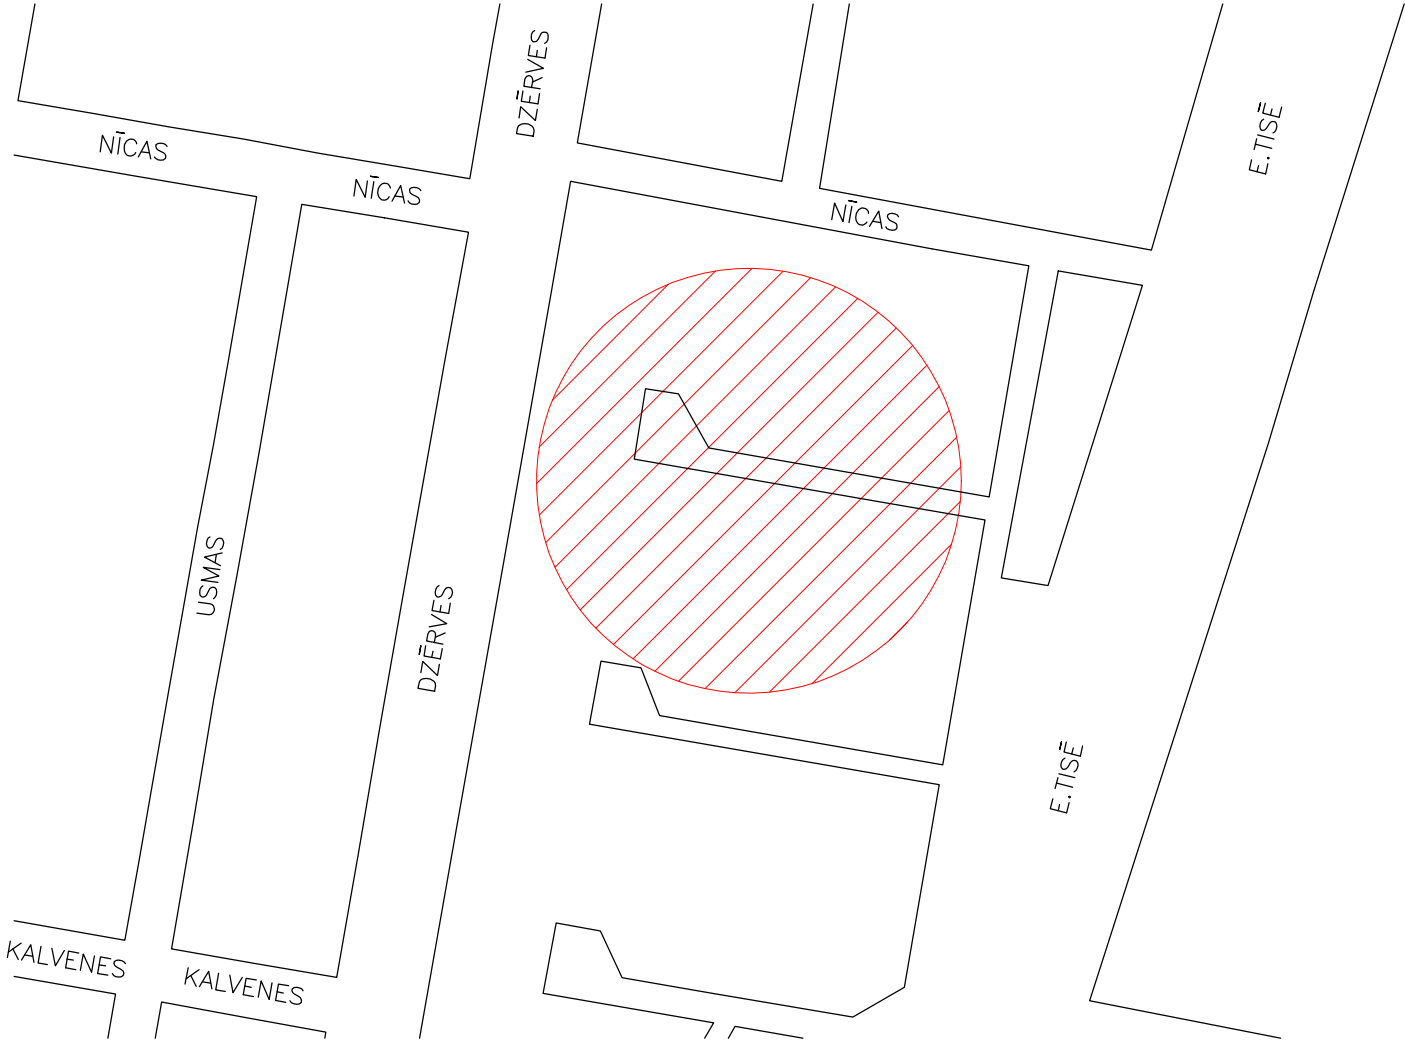 DZĒRVES
E.TISĒ
NĪCAS
NĪCAS
NĪCAS
USMAS
DZĒRVES
E.TISĒ
KALVENES
KALVENES